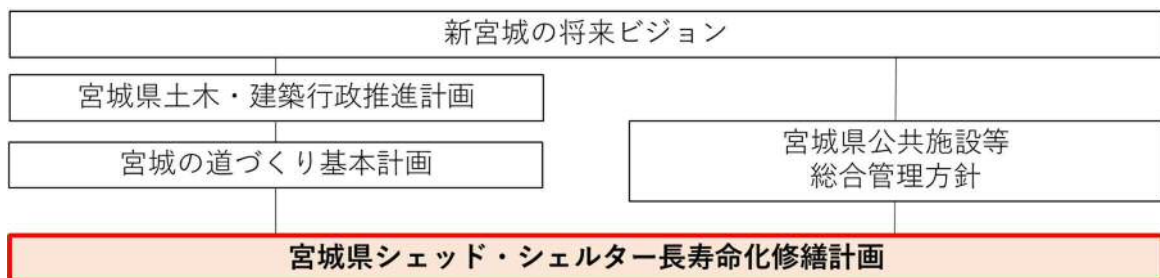 新宮城の将来ビジョン
宮城県土木・建築行政推進計画
宮城の道づくり基本計画
宮城県公共施設等
総合管理方針
宮城県シェッド・シェルター長寿命化修繕計画